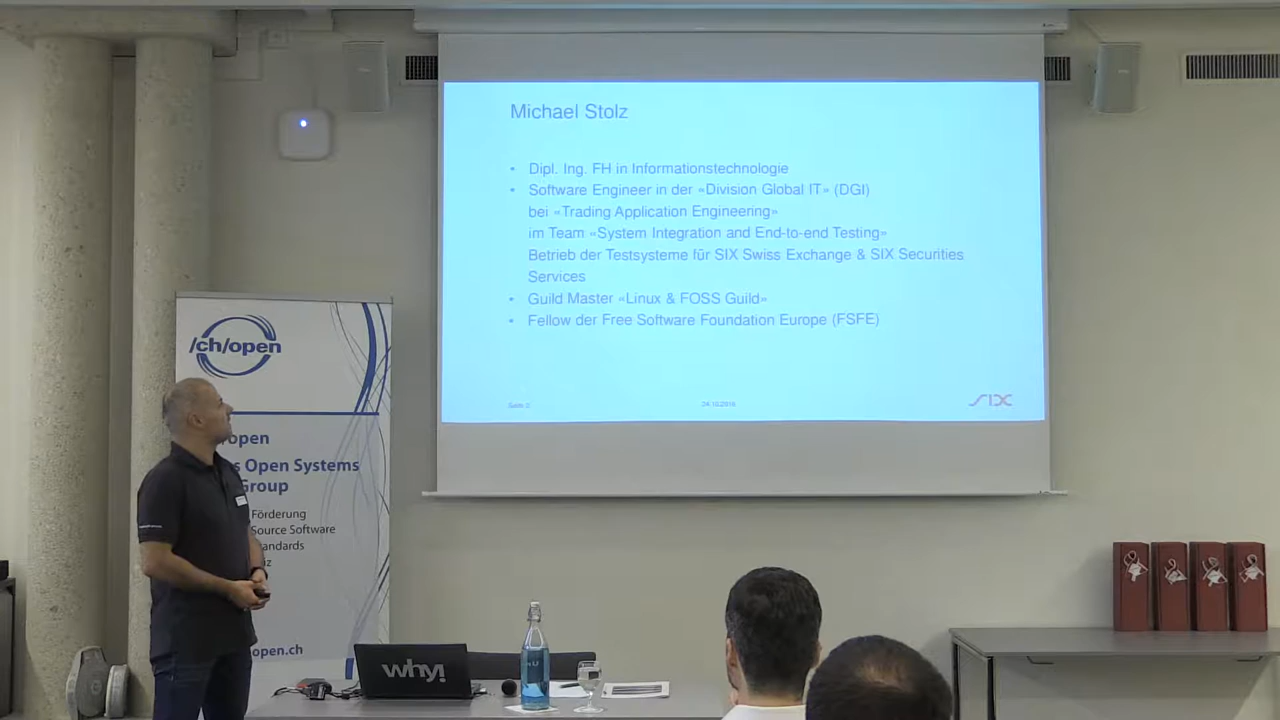 Michael Stolz
• Dipl. Ing. FH in Informationstechnologie
• Software Engineer in der «Division Global IT» (DGI)
bei «Trading Application Engineering»
im Team «System Integration and End-to-end Testing»
Betrieb der Testsysteme für SIX Swiss Exchange & SIX Securities
Services
• Guild Master «Linux & FOSS Guild»
• Fellow der Free Software Foundation Europe (FSFE)
24.10.2016
SIX
/ch/open
open
Open Systems
Group
Förderung
Source Software
open.ch
why!